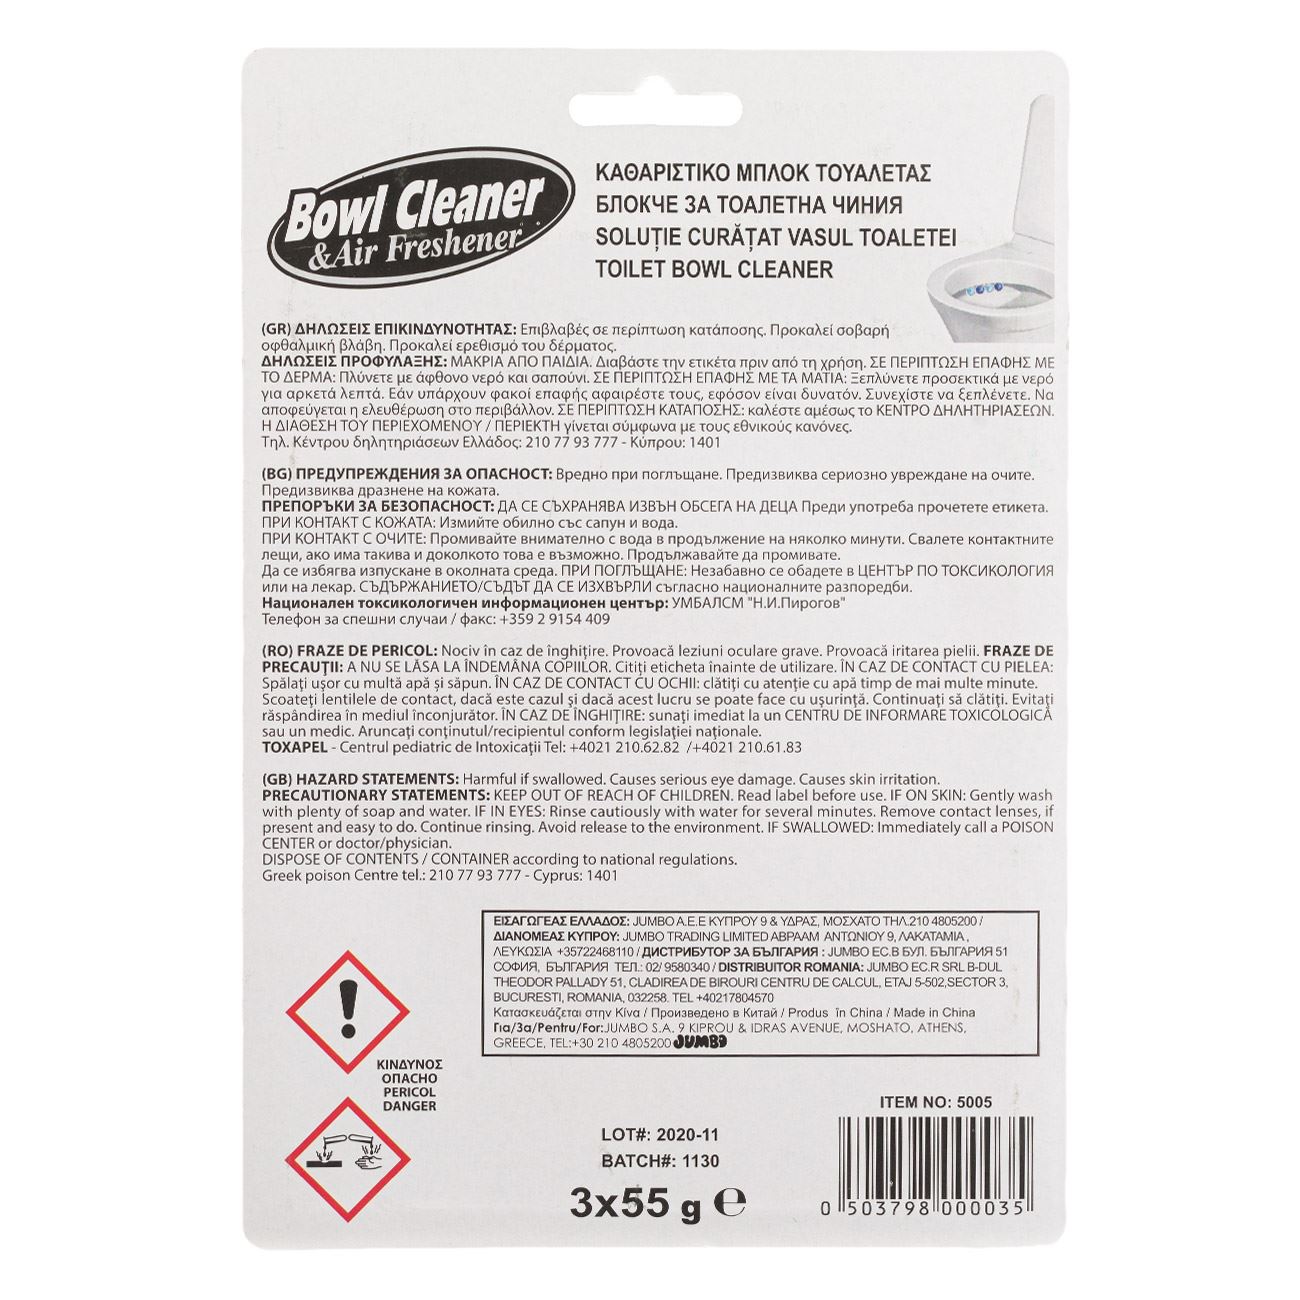 Bowl Cleaner
& Air Freshener
ΚΑΘΑΡΙΣΤΙΚΟ ΜΠΛΟΚ ΤΟΥΑΛΕΤΑΣ
БЛОКЧЕ ЗА ТОАЛЕТНА ЧИНИЯ
SOLUȚIE CURĂȚAT VASUL TOALETEI
TOILET BOWL CLEANER
(GR) ΔΗΛΩΣΕΙΣ ΕΠΙΚΙΝΔΥΝΟΤΗΤΑΣ: Επιβλαβές σε περίπτωση κατάποσης. Προκαλεί σοβαρή
οφθαλμική βλάβη. Προκαλεί ερεθισμό του δέρματος.
ΔΗΛΩΣΕΙΣ ΠΡΟΦΥΛΑΞΗΣ: ΜΑΚΡΙΑ ΑΠΟ ΠΑΙΔΙΑ. Διαβάστε την ετικέτα πριν από τη χρήση. ΣΕ ΠΕΡΙΠΤΩΣΗ ΕΠΑΦΗΣ ΜΕ
ΤΟ ΔΕΡΜΑ: Πλύνετε με άφθονο νερό και σαπούνι. ΣΕ ΠΕΡΙΠΤΩΣΗ ΕΠΑΦΗΣ ΜΕ ΤΑ ΜΑΤΙΑ: Ξεπλύνετε προσεκτικά με νερό
για αρκετά λεπτά. Εάν υπάρχουν φακοί επαφής αφαιρέστε τους, εφόσον είναι δυνατόν. Συνεχίστε να ξεπλένετε. Να
αποφεύγεται η ελευθέρωση στο περιβάλλον. ΣΕ ΠΕΡΙΠΤΩΣΗ ΚΑΤΑΠΟΣΗΣ: καλέστε αμέσως το ΚΕΝΤΡΟ ΔΗΛΗΤΗΡΙΑΣΕΩΝ.
Η ΔΙΑΘΕΣΗ ΤΟΥ ΠΕΡΙΕΧΟΜΕΝΟΥ / ΠΕΡΙΕΚΤΗ γίνεται σύμφωνα με τους εθνικούς κανόνες.
Τηλ. Κέντρου δηλητηριάσεων Ελλάδος: 210 77 93 777 - Κύπρου: 1401
(BG) ПРЕДУПРЕЖДЕНИЯ ЗА ОПАСНОСТ: Вредно при поглъщане. Предизвиква сериозно увреждане на очите.
Предизвиква дразнене на кожата.
ПРЕПОРЪКИ ЗА БЕЗОПАСНОСТ: ДА СЕ СЪХРАНЯВА ИЗВЪН ОБСЕГА НА ДЕЦА Преди употреба прочетете етикета.
ПРИ КОНТАКТ С КОЖАТА: Измийте обилно със сапун и вода.
ПРИ КОНТАКТ С ОЧИТЕ: Промивайте внимателно с вода в продължение на няколко минути. Свалете контактните
лещи, ако има такива и доколкото това е възможно. Продължавайте да промивате.
Да се избягва изпускане в околната среда. ПРИ ПОГЛЪЩАНЕ: Незабавно се обадете в ЦЕНТЪР ПО ТОКСИКОЛОГИЯ
или на лекар. СЪДЪРЖАНИЕТО/СЪДЪТ ДА СЕ ИЗХВЪРЛИ съгласно националните разпоредби.
Национален токсикологичен информационен център: УМБАЛСМ "Н.И.Пирогов"
Телефон за спешни случаи / факс: +359 2 9154 409
(RO) FRAZE DE PERICOL: Nociv în caz de înghițire. Provoacă leziuni oculare grave. Provoacă iritarea pielii. FRAZE DE
PRECAUŢII: A NU SE LĂSA LA ÎNDEMÂNA COPIILOR. Citiți eticheta înainte de utilizare. ÎN CAZ DE CONTACT CU PIELEA:
Spălați ușor cu multă apă și săpun. ÎN CAZ DE CONTACT CU OCHII: clătiți cu atenție cu apă timp de mai multe minute.
Scoateți lentilele de contact, dacă este cazul și dacă acest lucru se poate face cu ușurință. Continuați să clătiți. Evitați
răspândirea în mediul înconjurător. ÎN CAZ DE ÎNGHIȚIRE: sunați imediat la un CENTRU DE INFORMARE TOXICOLOGICĂ
sau un medic. Aruncați conținutul/recipientul conform legislației naționale.
TOXAPEL - Centrul pediatric de Intoxicații Tel: +4021 210.62.82 /+4021 210.61.83
(GB) HAZARD STATEMENTS: Harmful if swallowed. Causes serious eye damage. Causes skin irritation.
PRECAUTIONARY STATEMENTS: KEEP OUT OF REACH OF CHILDREN. Read label before use. IF ON SKIN: Gently wash
with plenty of soap and water. IF IN EYES: Rinse cautiously with water for several minutes. Remove contact lenses, if
present and easy to do. Continue rinsing. Avoid release to the environment. IF SWALLOWED: Immediately call a POISON
CENTER or doctor/physician.
DISPOSE OF CONTENTS / CONTAINER according to national regulations.
Greek poison Centre tel.: 210 77 93 777 - Cyprus: 1401
ΕΙΣΑΓΩΓΕΑΣ ΕΛΛΑΔΟΣ: JUMBO A.E.E ΚΥΠΡΟΥ 9 & ΥΔΡΑΣ, ΜΟΣΧΑΤΟ ΤΗΛ.210 4805200 /
ΔΙΑΝΟΜΕΑΣ ΚΥΠΡΟΥ: JUMBO TRADING LIMITED ΑΒΡΑΑΜ ΑΝΤΩΝΙΟΥ 9, ΛΑΚΑΤΑΜΙΑ ,
ΛΕΥΚΩΣΙΑ +35722468110 / ДИСТРИБУТОР ЗА БЪЛГАРИЯ : JUMBO EC.B БУЛ. БЪЛГАРИЯ 51
СОФИЯ, БЪЛГАРИЯ ТЕЛ.: 02/ 9580340 / DISTRIBUITOR ROMANIA: JUMBO EC.R SRL B-DUL
THEODOR PALLADY 51, CLADIREA DE BIROURI CENTRU DE CALCUL, ETAJ 5-502,SECTOR 3,
BUCURESTI, ROMANIA, 032258. TEL +40217804570
Κατασκευάζεται στην Κίνα / Произведено в Китай / Produs în China / Made in China
Για/За/Pentru/For:JUMBO S.A. 9 KIPROU & IDRAS AVENUE, MOSHATO, ATHENS,
GREECE, TEL:+30 210 4805200 JUMBO
ΚΙΝΔΥΝΟΣ
ОПАСНО
PERICOL
DANGER
LOT#: 2020-11
BATCH#: 1130
3x55 g ℮
ITEM NO: 5005
0 503798 000035